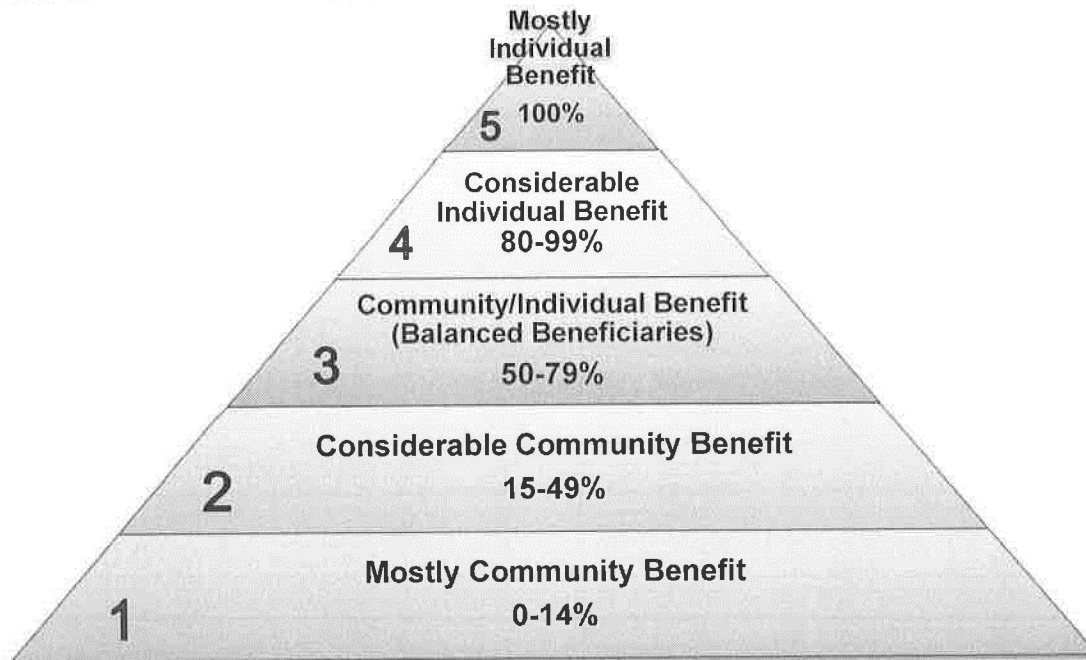 Mostly
Individual
Benefit
100%
5
Considerable
Individual Benefit
80-99%
4
Community/Individual Benefit
(Balanced Beneficiaries)
50-79%
3
Considerable Community Benefit
15-49%
2
Mostly Community Benefit
0-14%
1